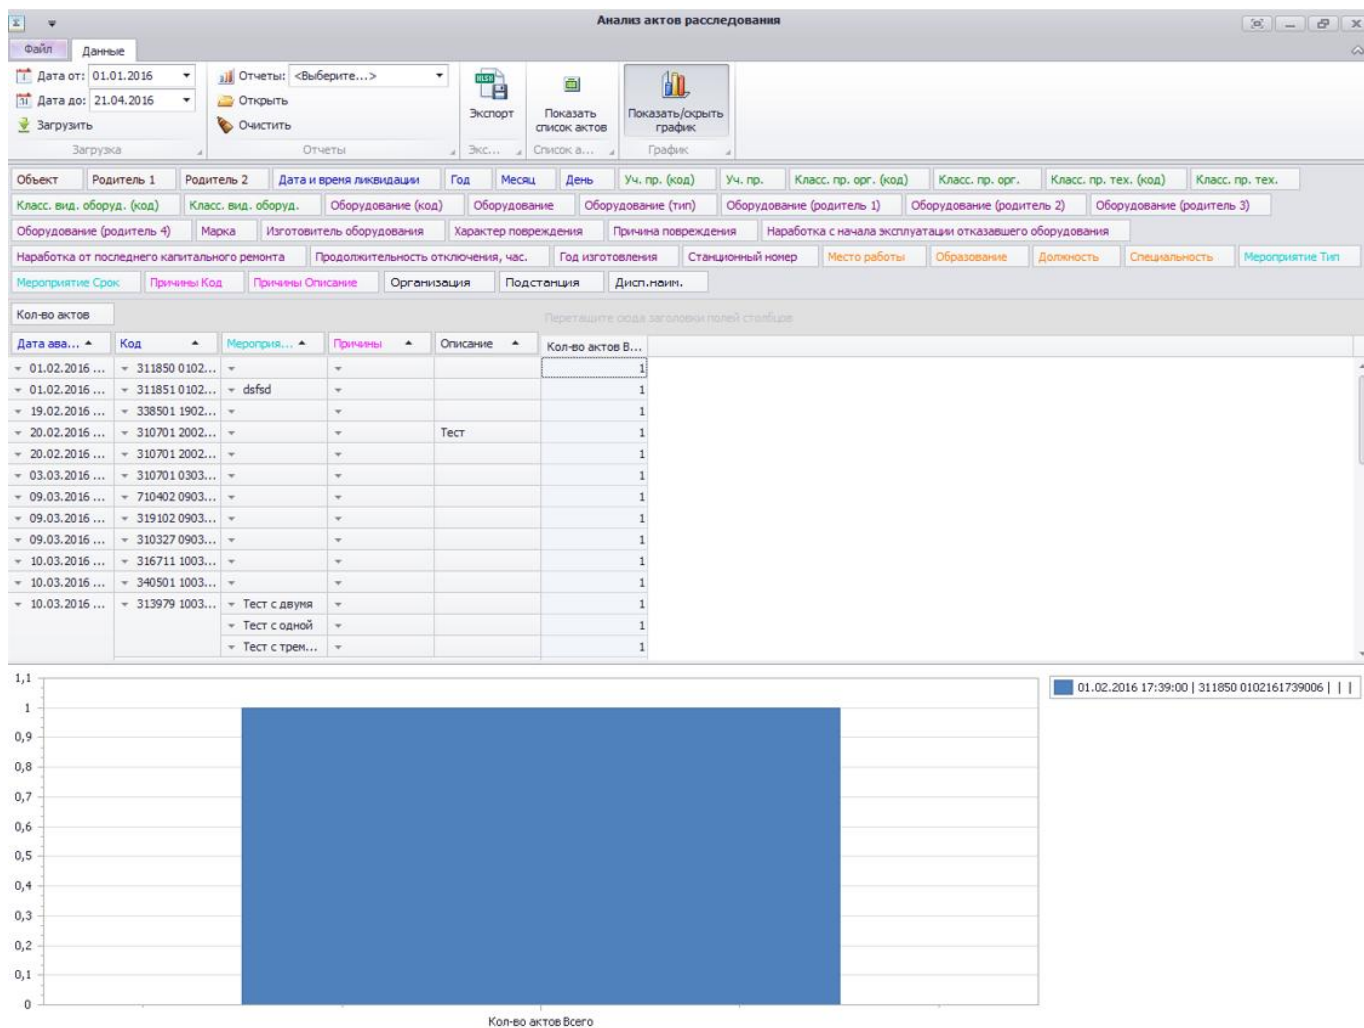 Анализ актов расследования
Файл Данные
Дата от: 01.01.2016 Отчеты: <Выберите...>
Дата до: 21.04.2016 Открыть Экспорт Показать список актов Показать/скрыть график
Загрузить Очистить
Загрузка Отчеты Экс... Список а... График
Объект Родитель 1 Родитель 2 Дата и время ликвидации Год Месяц День Уч. пр. (код) Уч. пр. Класс. пр. орг. (код) Класс. пр. орг. Класс. пр. тех. (код) Класс. пр. тех.
Класс. вид. оборуд. (код) Класс. вид. оборуд. Оборудование (код) Оборудование Оборудование (тип) Оборудование (родитель 1) Оборудование (родитель 2) Оборудование (родитель 3)
Оборудование (родитель 4) Марка Изготовитель оборудования Характер повреждения Причина повреждения Наработка с начала эксплуатации отказавшего оборудования
Наработка от последнего капитального ремонта Продолжительность отключения, час. Год изготовления Станционный номер Место работы Образование Должность Специальность Мероприятие Тип
Мероприятие Срок Причины Код Причины Описание Организация Подстанция Дисп.наим.
Кол-во актов Перетащите сюда заголовки полей столбцов
Дата ава... Код Мероприя... Причины Описание Кол-во актов В...
01.02.2016 ... 311850 0102... 1
01.02.2016 ... 311851 0102... dsfsd 1
19.02.2016 ... 338501 1902... 1
20.02.2016 ... 310701 2002... Тест 1
20.02.2016 ... 310701 2002... 1
03.03.2016 ... 310701 0303... 1
09.03.2016 ... 710402 0903... 1
09.03.2016 ... 319102 0903... 1
09.03.2016 ... 310327 0903... 1
10.03.2016 ... 316711 1003... 1
10.03.2016 ... 340501 1003... 1
10.03.2016 ... 313979 1003... Тест с двумя 1
Тест с одной 1
Тест с трем... 1
1,1
1
0,9
0,8
0,7
0,6
0,5
0,4
0,3
0,2
0,1
0
Кол-во актов Всего
01.02.2016 17:39:00 | 311850 0102161739006 | | |